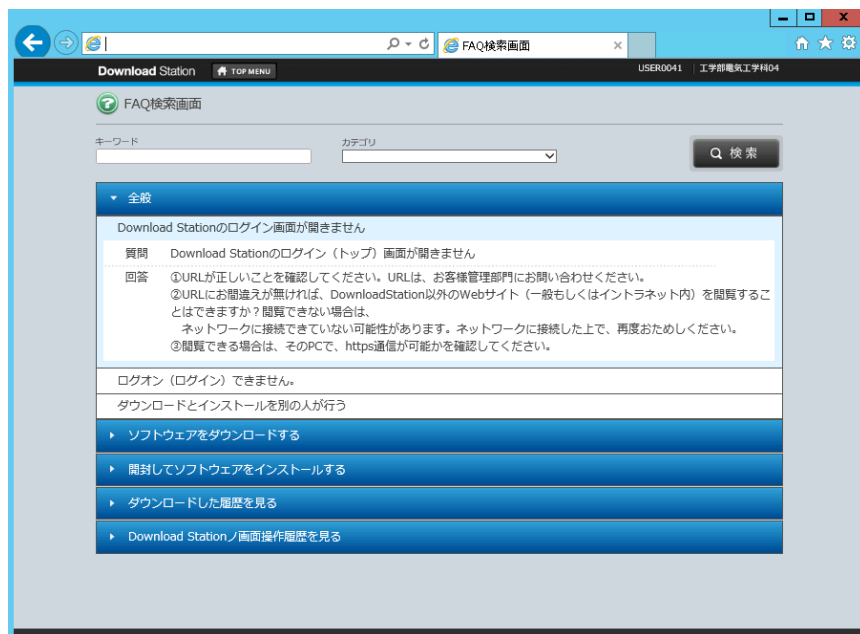 FAQ検索画面
Download Station TOP MENU USER0041 工学部電気工学科04
FAQ検索画面
キーワード カテゴリ
検索
全般
Download Stationのログイン画面が開きません
質問 Download Stationのログイン（トップ）画面が開きません
回答 ①URLが正しいことを確認してください。URLは、お客様管理部門にお問い合わせください。
②URLにお間違えが無ければ、DownloadStation以外のWebサイト（一般もしくはイントラネット内）を閲覧するこ
とはできますか？閲覧できない場合は、
ネットワークに接続できていない可能性があります。ネットワークに接続した上で、再度おためしください。
③閲覧できる場合は、そのPCで、https通信が可能かを確認してください。
ログオン（ログイン）できません。
ダウンロードとインストールを別の人が行う
ソフトウェアをダウンロードする
開封してソフトウェアをインストールする
ダウンロードした履歴を見る
Download Stationノ画面操作履歴を見る